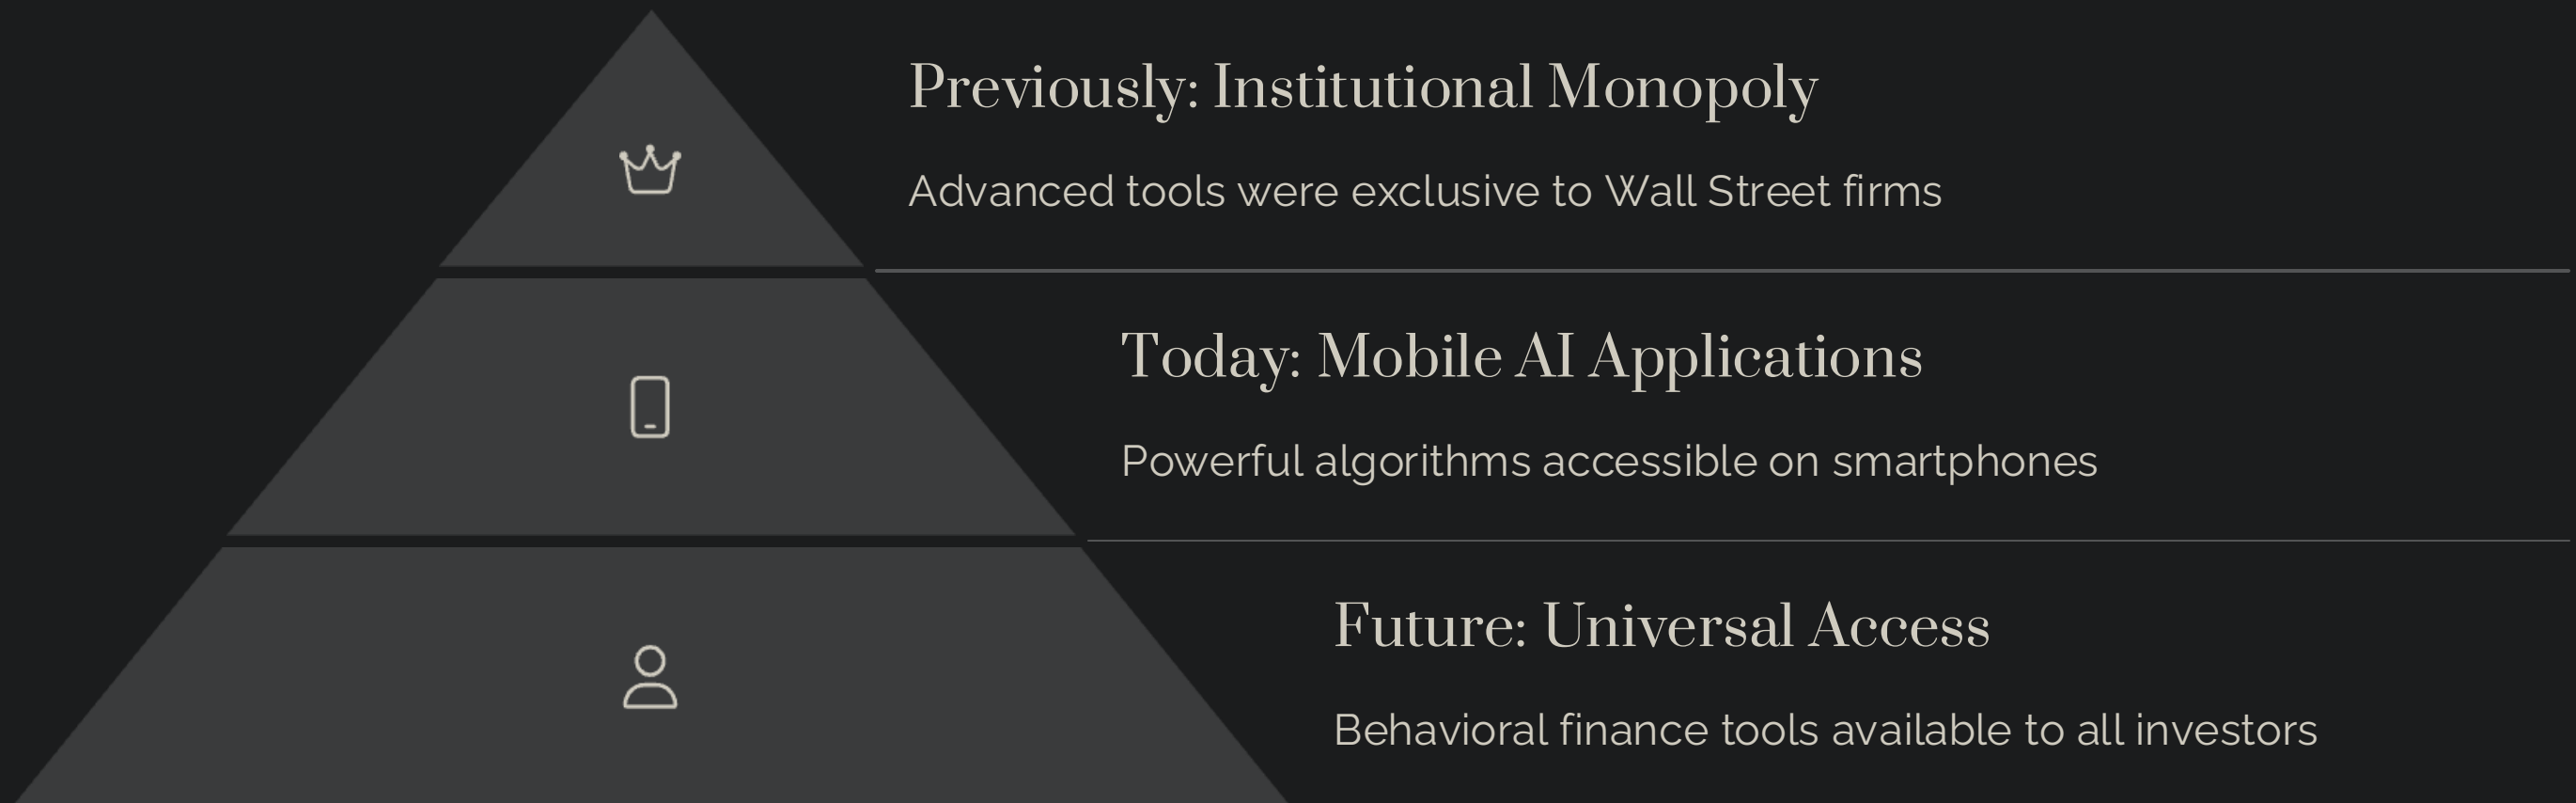 Previously: Institutional Monopoly
Advanced tools were exclusive to Wall Street firms
Today: Mobile AI Applications
Powerful algorithms accessible on smartphones
Future: Universal Access
Behavioral finance tools available to all investors